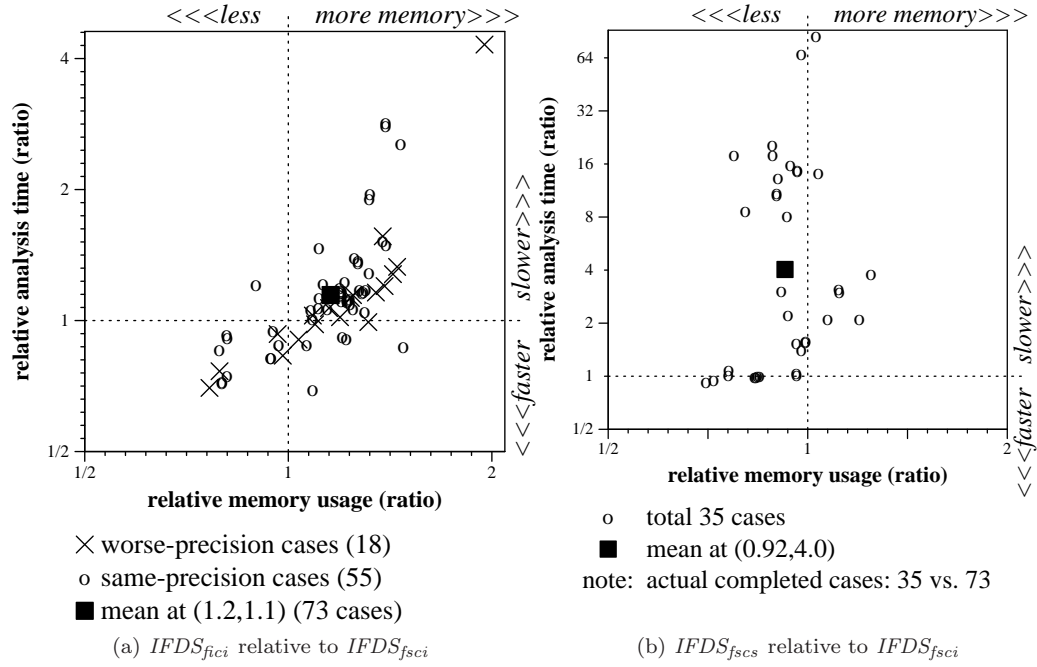 <<<less more memory>>>
4
2
1
1/2
1/2 1 2
relative analysis time (ratio)
<<<faster slower>>>
relative memory usage (ratio)
× worse-precision cases (18)
o same-precision cases (55)
■ mean at (1.2,1.1) (73 cases)
(a) IFDSfici relative to IFDSfsci
<<<less more memory>>>
64
32
16
8
4
2
1
1/2
1/2 1 2
relative analysis time (ratio)
<<<faster slower>>>
relative memory usage (ratio)
o total 35 cases
■ mean at (0.92,4.0)
note: actual completed cases: 35 vs. 73
(b) IFDSfscs relative to IFDSfsci